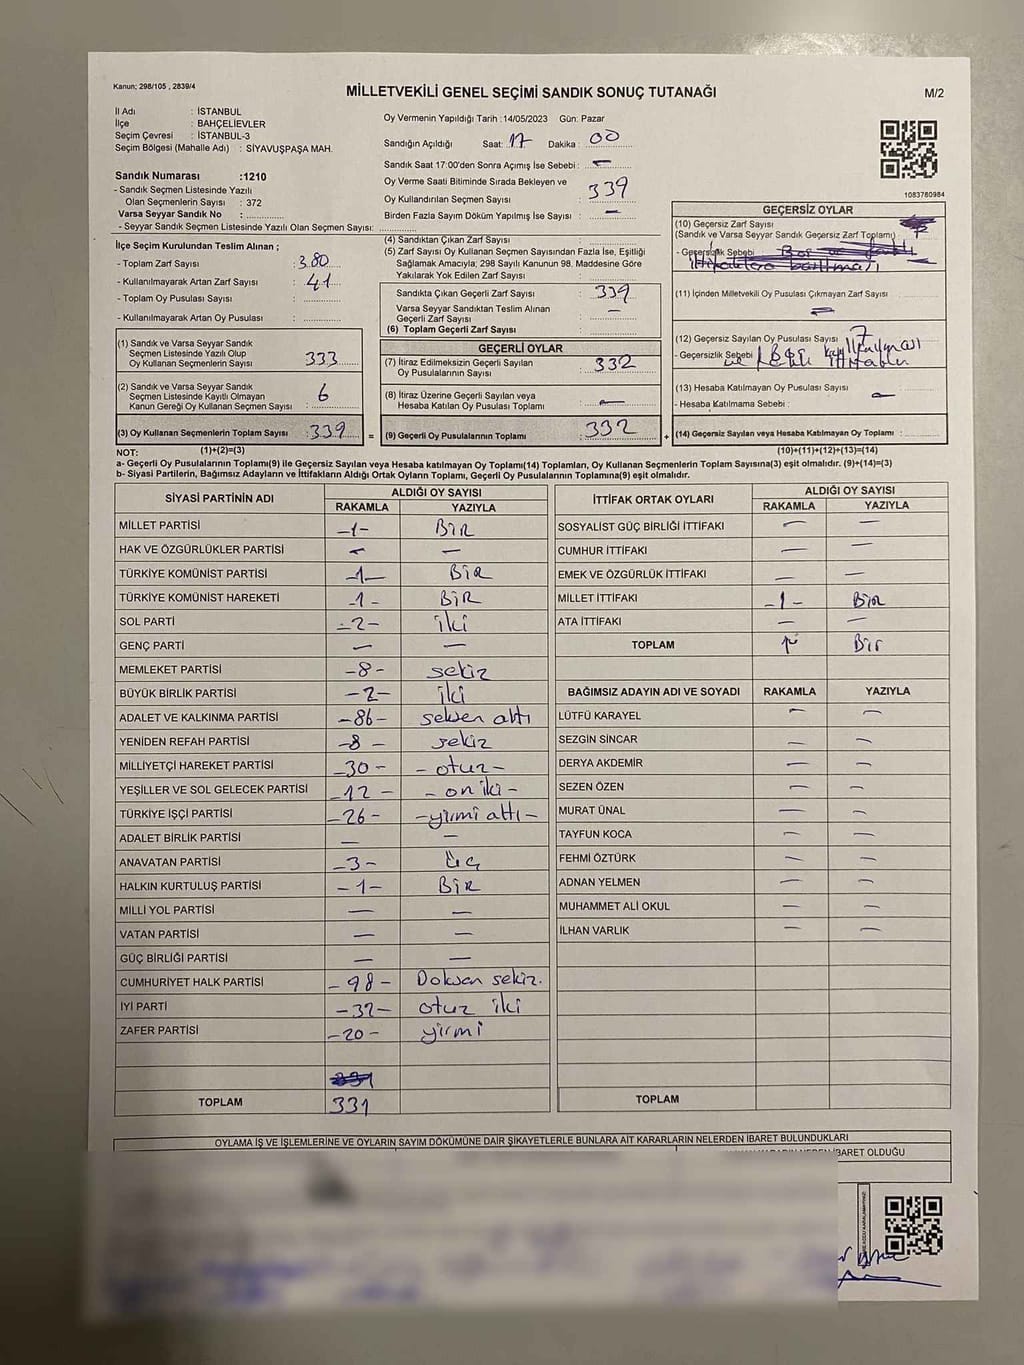 Kanun; 298/105 , 2839/4
MİLLETVEKİLİ GENEL SEÇİMİ SANDIK SONUÇ TUTANAĞI
M/2
İl Adı : İSTANBUL
İlçe : BAHÇELİEVLER
Seçim Çevresi : İSTANBUL-3
Seçim Bölgesi (Mahalle Adı) : SİYAVUŞPAŞA MAH.
Sandık Numarası :1210
- Sandık Seçmen Listesinde Yazılı
Olan Seçmenlerin Sayısı : 372
Varsa Seyyar Sandık No :
- Seyyar Sandık Seçmen Listesinde Yazılı Olan Seçmen Sayısı:
Oy Vermenin Yapıldığı Tarih :14/05/2023 Gün: Pazar
Sandığın Açıldığı Saat: 17 Dakika : 00
Sandık Saat 17:00'den Sonra Açımış İse Sebebi : -
Oy Verme Saati Bitiminde Sırada Bekleyen ve
Oy Kullandırılan Seçmen Sayısı : 339
Birden Fazla Sayım Döküm Yapılmış İse Sayısı : -
1083780984
İlçe Seçim Kurulundan Teslim Alınan ;
- Toplam Zarf Sayısı : 380
- Kullanılmayarak Artan Zarf Sayısı : 41
- Toplam Oy Pusulası Sayısı :
- Kullanılmayarak Artan Oy Pusulası :
(1) Sandık ve Varsa Seyyar Sandık
Seçmen Listesinde Yazılı Olup
Oy Kullanan Seçmenlerin Sayısı : 333
(2) Sandık ve Varsa Seyyar Sandık
Seçmen Listesinde Kayıtlı Olmayan
Kanun Gereği Oy Kullanan Seçmen Sayısı : 6
(3) Oy Kullanan Seçmenlerin Toplam Sayısı : 339 =
(4) Sandıktan Çıkan Zarf Sayısı :
(5) Zarf Sayısı Oy Kullanan Seçmen Sayısından Fazla İse, Eşitliği
Sağlamak Amacıyla; 298 Sayılı Kanunun 98. Maddesine Göre
Yakılarak Yok Edilen Zarf Sayısı :
Sandıkta Çıkan Geçerli Zarf Sayısı : 339
Varsa Seyyar Sandıktan Teslim Alınan
Geçerli Zarf Sayısı : -
(6) Toplam Geçerli Zarf Sayısı :
GEÇERLİ OYLAR
(7) İtiraz Edilmeksizin Geçerli Sayılan
Oy Pusulalarının Sayısı : 332
(8) İtiraz Üzerine Geçerli Sayılan veya
Hesaba Katılan Oy Pusulası Toplamı : -
(9) Geçerli Oy Pusulalarının Toplamı : 332 +
GEÇERSİZ OYLAR
(10) Geçersiz Zarf Sayısı
(Sandık ve Varsa Seyyar Sandık Geçersiz Zarf Toplamı) :
- Geçersizlik Sebebi :
(11) İçinden Milletvekili Oy Pusulası Çıkmayan Zarf Sayısı :
-
(12) Geçersiz Sayılan Oy Pusulası Sayısı : 7
- Geçersizlik Sebebi :
(13) Hesaba Katılmayan Oy Pusulası Sayısı : -
- Hesaba Katılmama Sebebi :
(14) Geçersiz Sayılan veya Hesaba Katılmayan Oy Toplamı :
NOT: (1)+(2)=(3) (10)+(11)+(12)+(13)=(14)
a- Geçerli Oy Pusulalarının Toplamı(9) ile Geçersiz Sayılan veya Hesaba katılmayan Oy Toplamı(14) Toplamları, Oy Kullanan Seçmenlerin Toplam Sayısına(3) eşit olmalıdır. (9)+(14)=(3)
b- Siyasi Partilerin, Bağımsız Adayların ve İttifakların Aldığı Ortak Oyların Toplamı, Geçerli Oy Pusulalarının Toplamına(9) eşit olmalıdır.
SİYASİ PARTİNİN ADI ALDIĞI OY SAYISI
RAKAMLA YAZIYLA
MİLLET PARTİSİ -1- BİR
HAK VE ÖZGÜRLÜKLER PARTİSİ - -
TÜRKİYE KOMÜNİST PARTİSİ -1- BİR
TÜRKİYE KOMÜNİST HAREKETİ -1- BİR
SOL PARTİ -2- iki
GENÇ PARTİ - -
MEMLEKET PARTİSİ -8- sekiz
BÜYÜK BİRLİK PARTİSİ -2- iki
ADALET VE KALKINMA PARTİSİ -86- seksen altı
YENİDEN REFAH PARTİSİ -8- sekiz
MİLLİYETÇİ HAREKET PARTİSİ -30- -otuz-
YEŞİLLER VE SOL GELECEK PARTİSİ -12- -on iki-
TÜRKİYE İŞÇİ PARTİSİ -26- -yirmi altı-
ADALET BİRLİK PARTİSİ - -
ANAVATAN PARTİSİ -3- Üç
HALKIN KURTULUŞ PARTİSİ -1- BİR
MİLLİ YOL PARTİSİ - -
VATAN PARTİSİ - -
GÜÇ BİRLİĞİ PARTİSİ - -
CUMHURİYET HALK PARTİSİ -98- Doksan sekiz.
İYİ PARTİ -32- otuz iki
ZAFER PARTİSİ -20- yirmi
TOPLAM 331
İTTİFAK ORTAK OYLARI ALDIĞI OY SAYISI
RAKAMLA YAZIYLA
SOSYALİST GÜÇ BİRLİĞİ İTTİFAKI - -
CUMHUR İTTİFAKI - -
EMEK VE ÖZGÜRLÜK İTTİFAKI - -
MİLLET İTTİFAKI -1- Bir
ATA İTTİFAKI - -
TOPLAM Bir
BAĞIMSIZ ADAYIN ADI VE SOYADI RAKAMLA YAZIYLA
LÜTFÜ KARAYEL - -
SEZGİN SİNCAR - -
DERYA AKDEMİR - -
SEZEN ÖZEN - -
MURAT ÜNAL - -
TAYFUN KOCA - -
FEHMİ ÖZTÜRK - -
ADNAN YELMEN - -
MUHAMMET ALİ OKUL - -
İLHAN VARLIK - -
TOPLAM
OYLAMA İŞ VE İŞLEMLERİNE VE OYLARIN SAYIM DÖKÜMÜNE DAİR ŞİKAYETLERLE BUNLARA AİT KARARLARIN NELERDEN İBARET BULUNDUKLARI
İBARET OLDUĞU